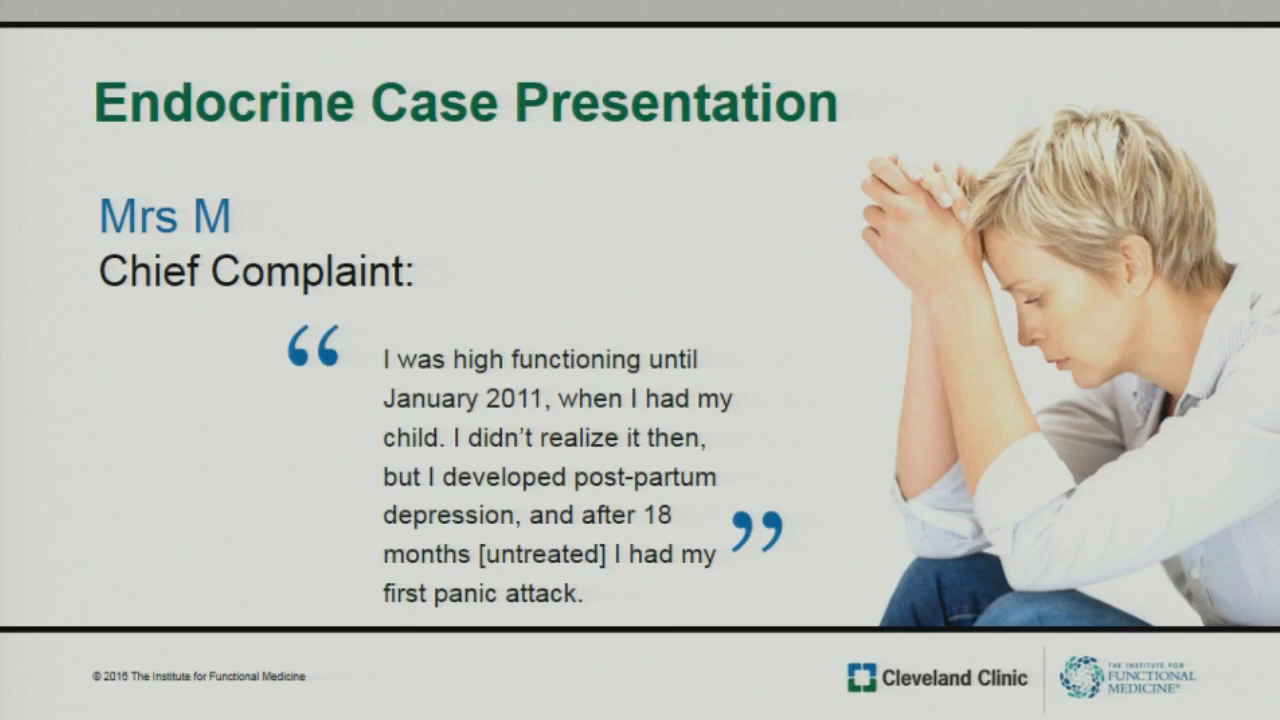 Endocrine Case Presentation
Mrs M
Chief Complaint:
“ I was high functioning until
January 2011, when I had my
child. I didn’t realize it then,
but I developed post-partum
depression, and after 18
months [untreated] I had my ”
first panic attack.
© 2016 The Institute for Functional Medicine
Cleveland Clinic
THE INSTITUTE FOR
FUNCTIONAL
MEDICINE®